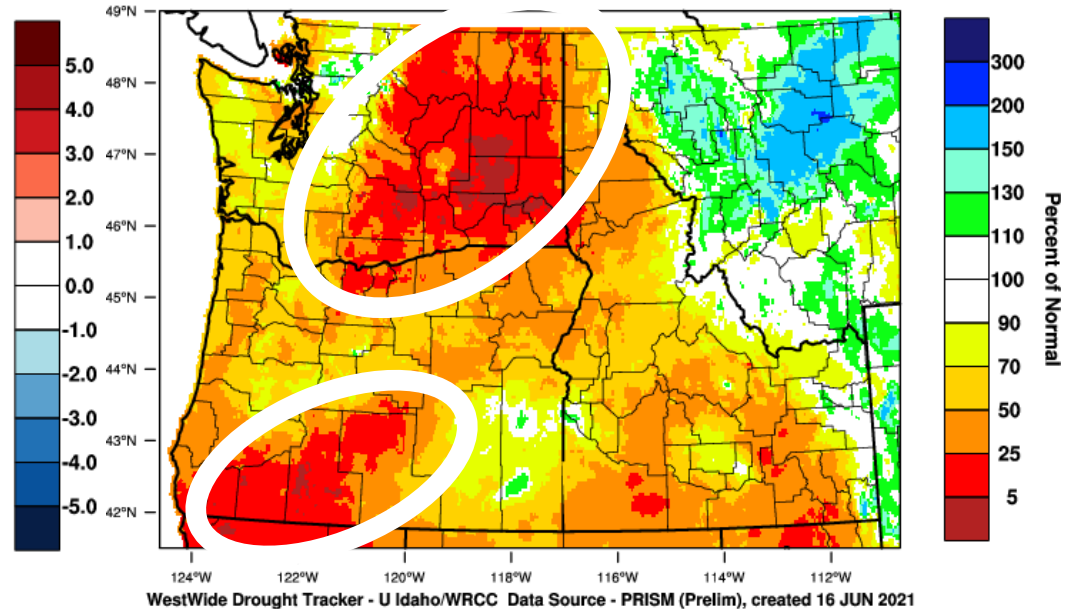 5.0
4.0
3.0
2.0
1.0
0.0
-1.0
-2.0
-3.0
-4.0
-5.0
49°N
48°N
47°N
46°N
45°N
44°N
43°N
42°N
124°W 122°W 120°W 118°W 116°W 114°W 112°W
300
200
150
130
110
100
90
70
50
25
5
Percent of Normal
WestWide Drought Tracker - U Idaho/WRCC Data Source - PRISM (Prelim), created 16 JUN 2021